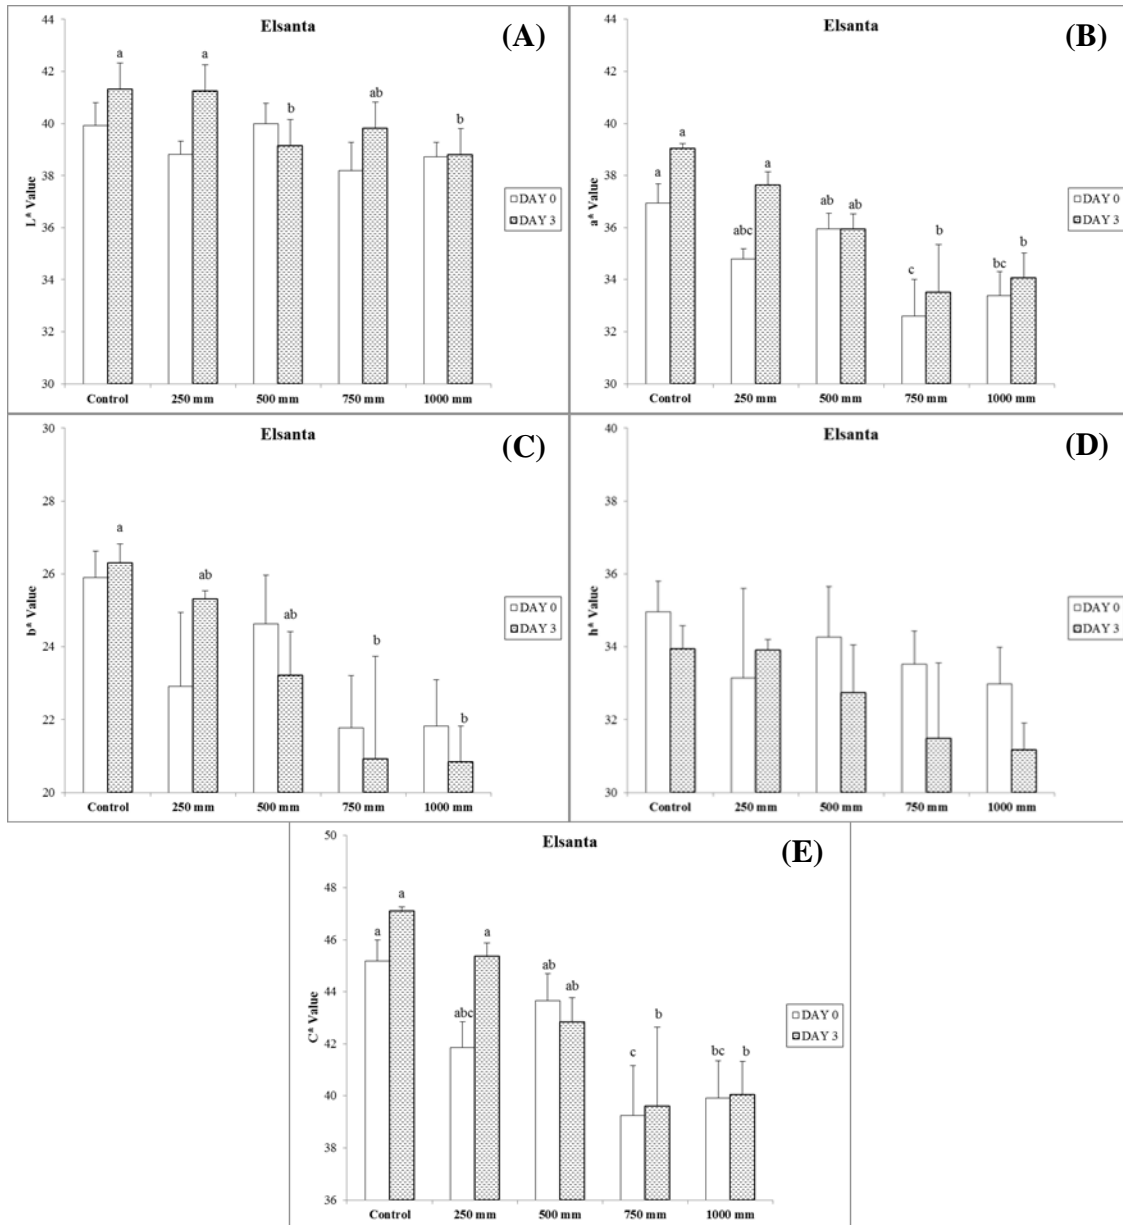 Elsanta
(A)
44
42
40
38
36
34
32
30
L* Value
a
a
b
ab
b
DAY 0
DAY 3
Control 250 mm 500 mm 750 mm 1000 mm
Elsanta
(B)
44
42
40
38
36
34
32
30
a* Value
a
a
abc
a
ab
ab
c
b
bc
b
DAY 0
DAY 3
Control 250 mm 500 mm 750 mm 1000 mm
Elsanta
(C)
30
28
26
24
22
20
b* Value
a
ab
ab
b
b
DAY 0
DAY 3
Control 250 mm 500 mm 750 mm 1000 mm
Elsanta
(D)
40
38
36
34
32
30
h* Value
DAY 0
DAY 3
Control 250 mm 500 mm 750 mm 1000 mm
Elsanta
(E)
50
48
46
44
42
40
38
36
C* Value
a
a
abc
a
ab
ab
c
b
bc
b
DAY 0
DAY 3
Control 250 mm 500 mm 750 mm 1000 mm